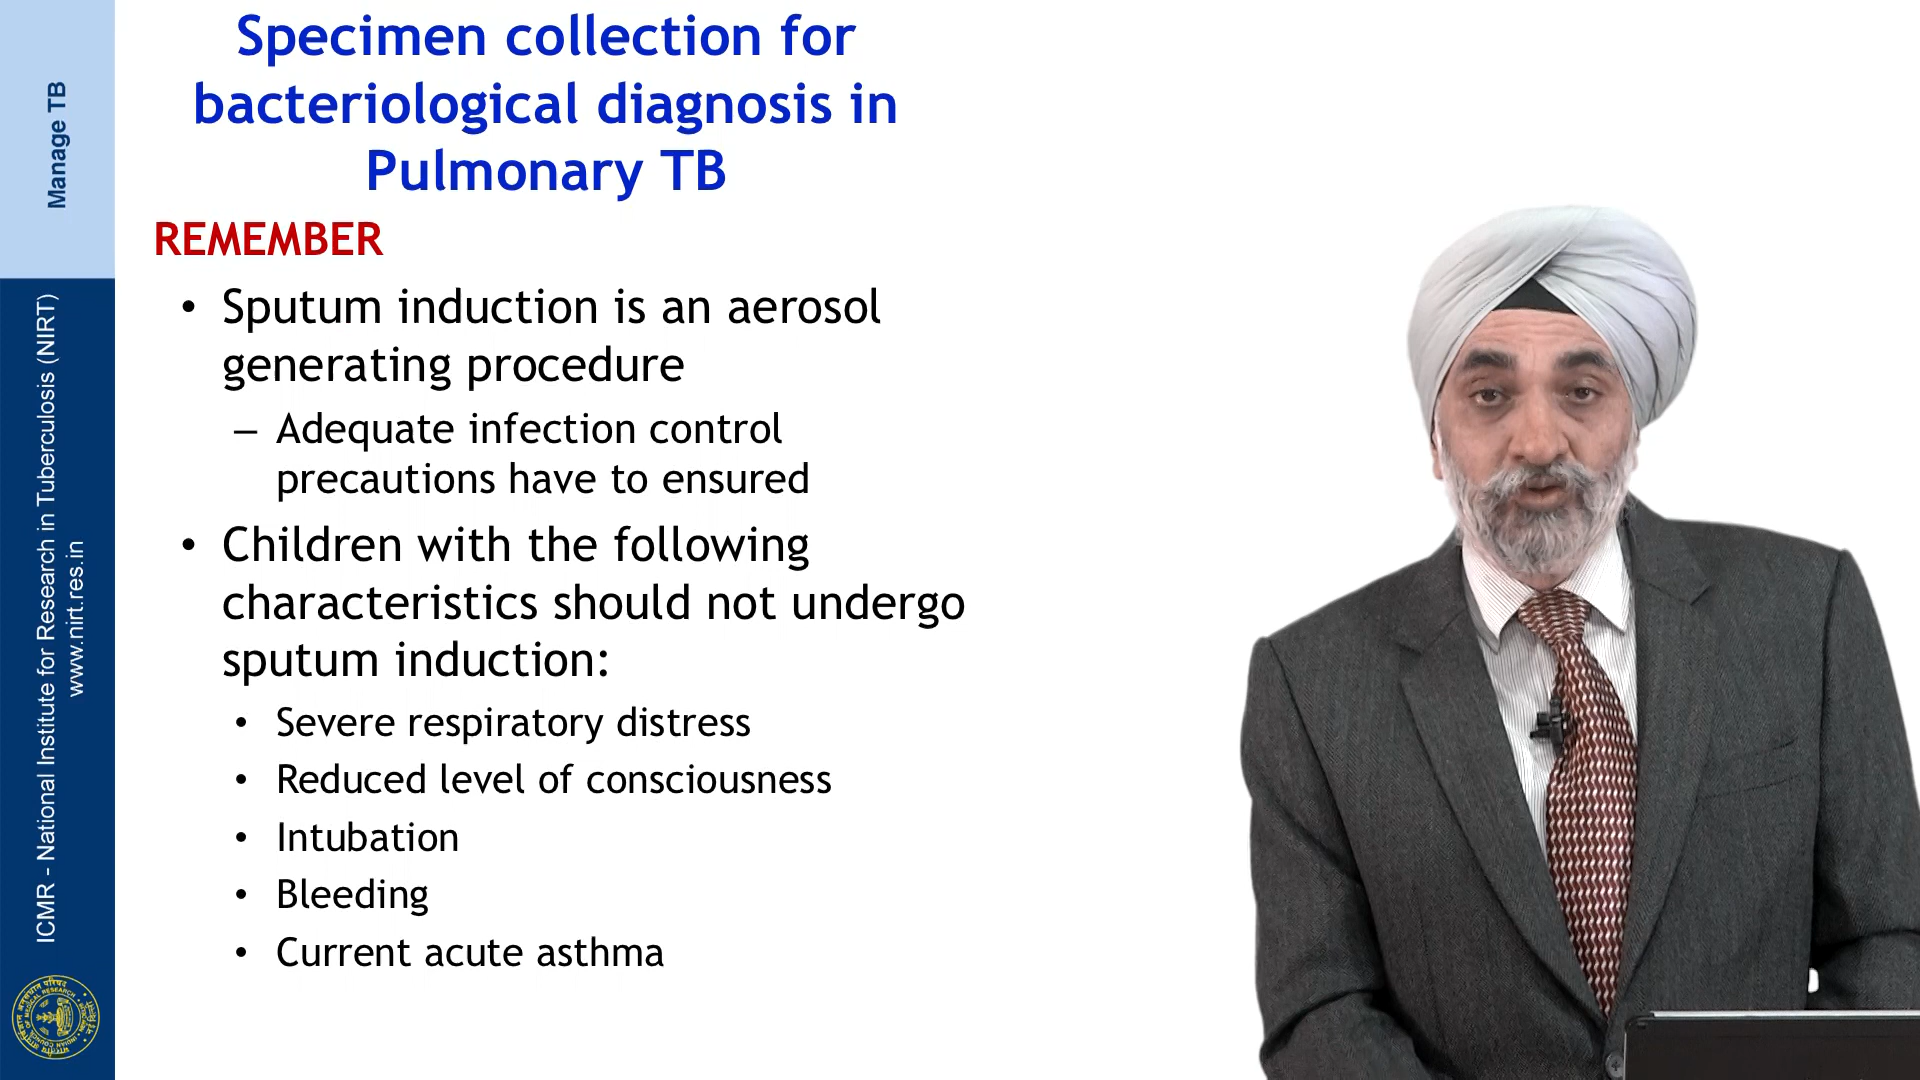 Specimen collection for
bacteriological diagnosis in
Pulmonary TB
REMEMBER
• Sputum induction is an aerosol
generating procedure
– Adequate infection control
precautions have to ensured
• Children with the following
characteristics should not undergo
sputum induction:
• Severe respiratory distress
• Reduced level of consciousness
• Intubation
• Bleeding
• Current acute asthma
Manage TB
ICMR - National Institute for Research in Tuberculosis (NIRT)
www.nirt.res.in